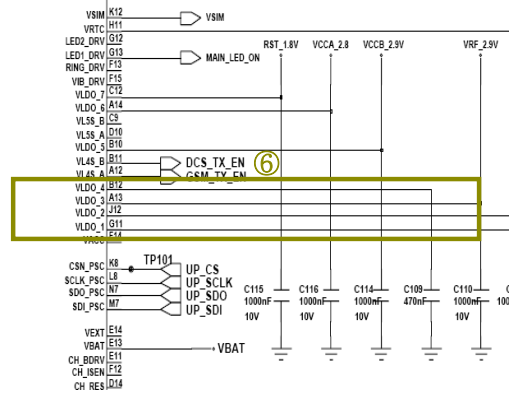 VSIM K12 VSIM
VRTC H11
LED2_DRV G12
LED1_DRV G13 MAIN_LED_ON
RING_DRV F13
VIB_DRV F15
VLDO_7 C12
VLDO_6 A14
VL5S_B C9
VL5S_A D10
VLDO_5 B10
VL4S_B B11 DCS_TX_EN ⑥
VL4S_A A12 GSM_TX_EN
VLDO_4 B12
VLDO_3 A13
VLDO_2 J12
VLDO_1 G11
RST_1.8V VCCA_2.8 VCCB_2.9V VRF_2.9V
TP101
CSN_PSC K8 UP_CS
SCLK_PSC L8 UP_SCLK
SDO_PSC N7 UP_SDO
SDI_PSC M7 UP_SDI
C115 C116 C114 C109 C110
1000nF 1000nF 1000nF 470nF 1000nF
10V 10V 10V 10V
VEXT E14
VBAT E13 VBAT
CH_BDRV E11
CH_ISEN F12
CH RES D14